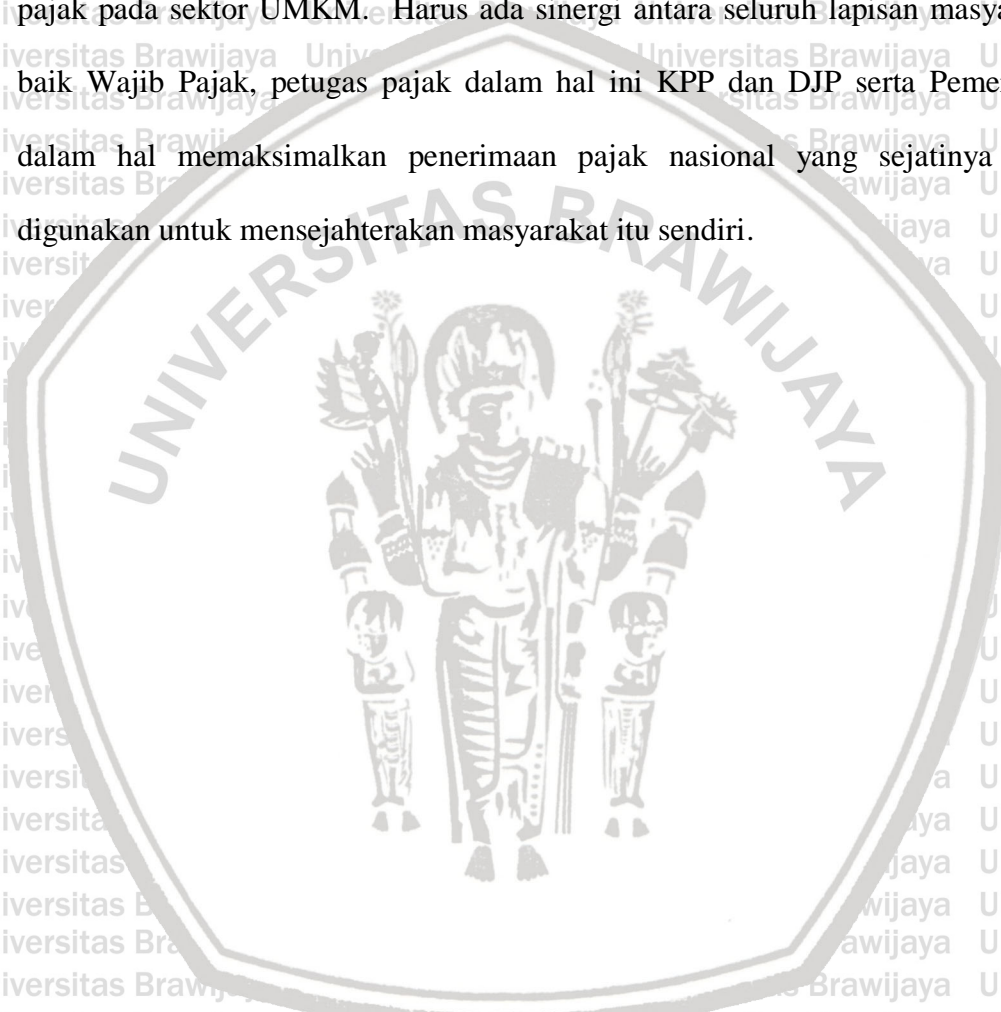 pajak pada sektor UMKM. Harus ada sinergi antara seluruh lapisan
baik Wajib Pajak, petugas pajak dalam hal ini KPP dan DJP serta
dalam hal memaksimalkan penerimaan pajak nasional yang sejatinya
digunakan untuk mensejahterakan masyarakat itu sendiri.
UNIVERSITAS BRAWIJAYA